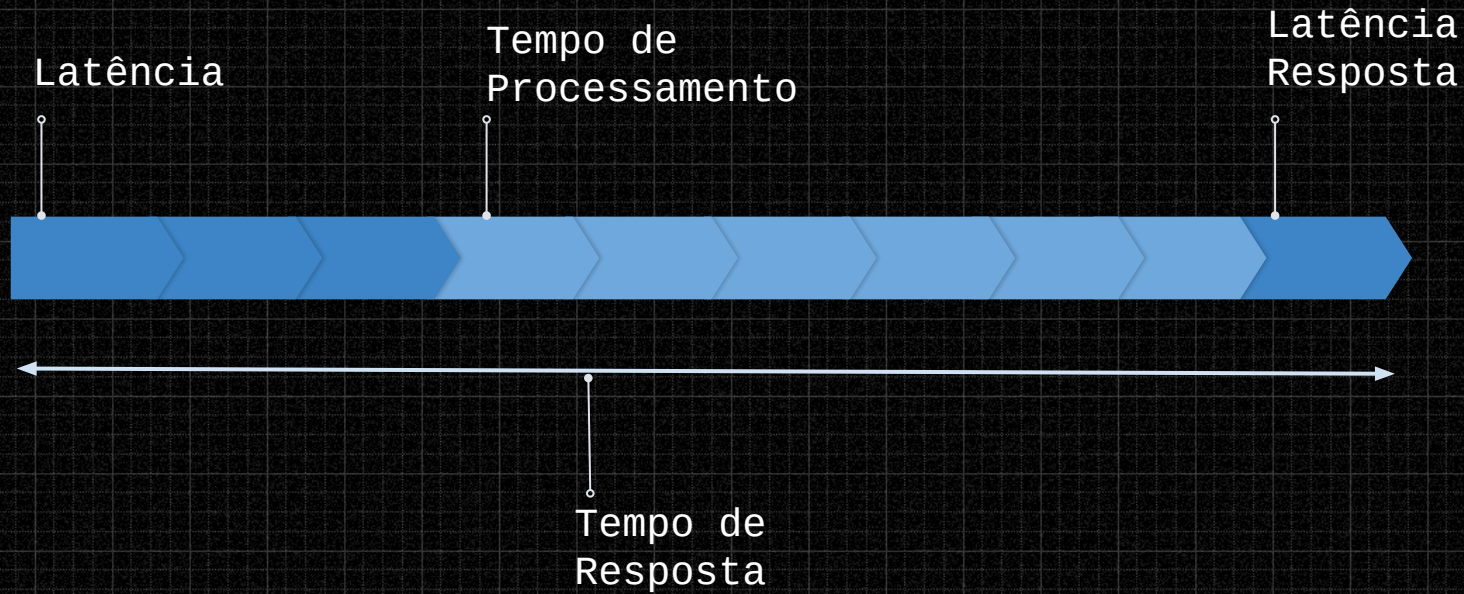 Latência
Tempo de
Processamento
Latência
Resposta
Tempo de
Resposta